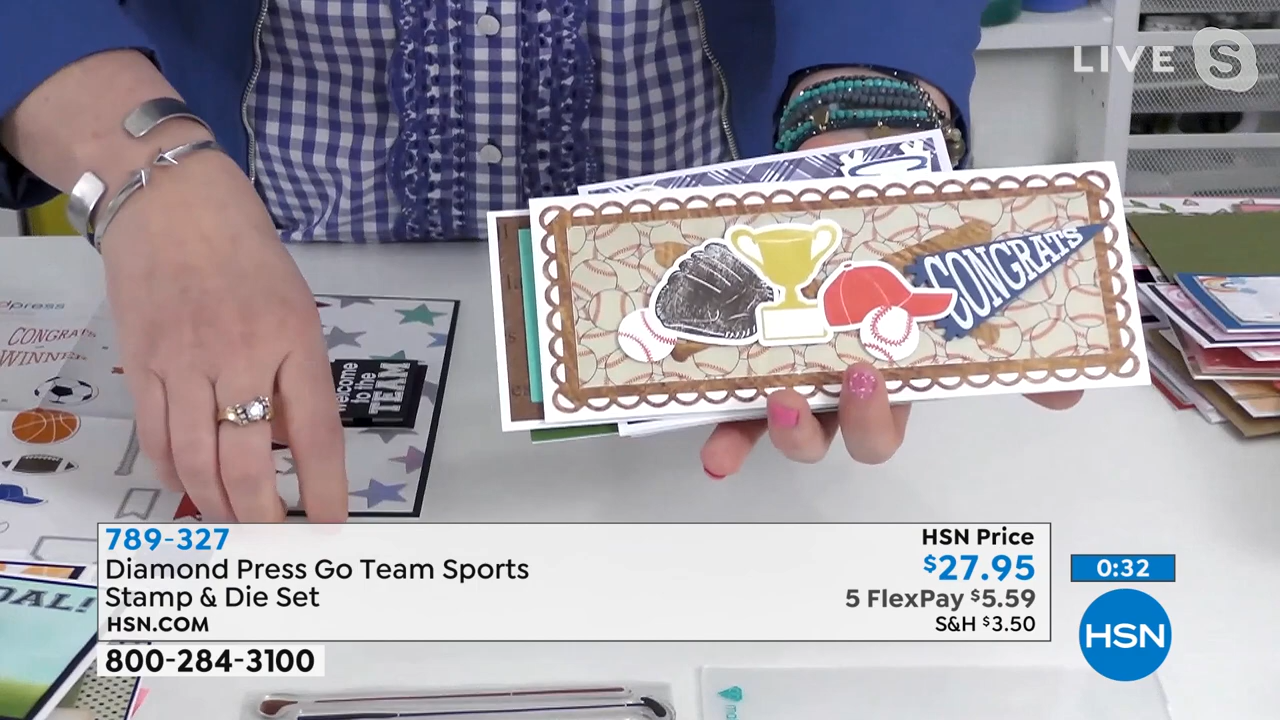 LIVE S
CONGRATS
dpress
CONGRATS
WINNER
Welcome
to the
TEAM
OAL!
789-327
Diamond Press Go Team Sports
Stamp & Die Set
HSN.COM
800-284-3100
HSN Price
$27.95
5 FlexPay $5.59
S&H $3.50
0:32
HSN